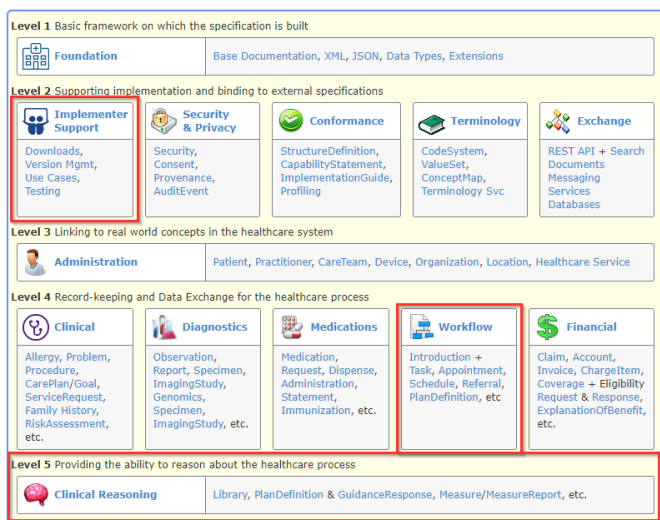 Level 1 Basic framework on which the specification is built
Foundation
Base Documentation, XML, JSON, Data Types, Extensions
Level 2 Supporting implementation and binding to external specifications
Implementer
Support
Downloads,
Version Mgmt,
Use Cases,
Testing
Security
& Privacy
Security,
Consent,
Provenance,
AuditEvent
Conformance
StructureDefinition,
CapabilityStatement,
ImplementationGuide,
Profiling
Terminology
CodeSystem,
ValueSet,
ConceptMap,
Terminology Svc
Exchange
REST API + Search
Documents
Messaging
Services
Databases
Level 3 Linking to real world concepts in the healthcare system
Administration
Patient, Practitioner, CareTeam, Device, Organization, Location, Healthcare Service
Level 4 Record-keeping and Data Exchange for the healthcare process
Clinical
Allergy, Problem,
Procedure,
CarePlan/Goal,
ServiceRequest,
Family History,
RiskAssessment,
etc.
Diagnostics
Observation,
Report, Specimen,
ImagingStudy,
Genomics,
Specimen,
ImagingStudy, etc.
Medications
Medication,
Request, Dispense,
Administration,
Statement,
Immunization, etc.
Workflow
Introduction +
Task, Appointment,
Schedule, Referral,
PlanDefinition, etc
Financial
Claim, Account,
Invoice, ChargeItem,
Coverage + Eligibility
Request & Response,
ExplanationOfBenefit,
etc.
Level 5 Providing the ability to reason about the healthcare process
Clinical Reasoning
Library, PlanDefinition & GuidanceResponse, Measure/MeasureReport, etc.